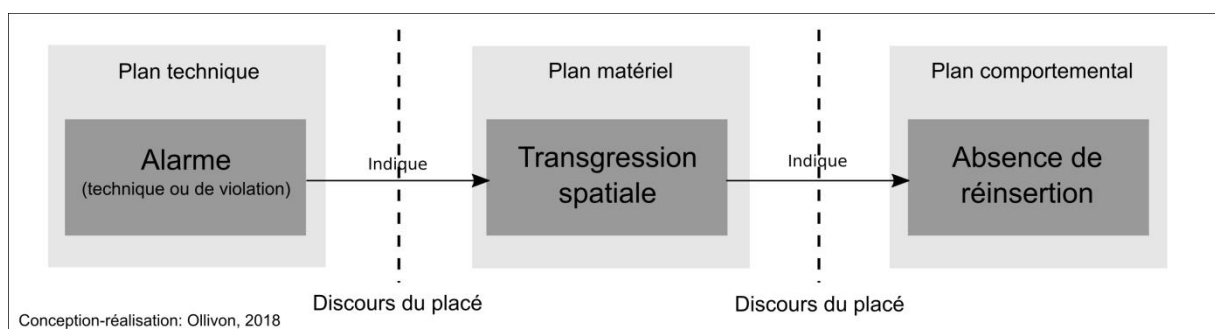 Plan technique
Alarme
(technique ou de violation)
Indique
Discours du placé
Plan matériel
Transgression
spatiale
Indique
Discours du placé
Plan comportemental
Absence de
réinsertion
Conception-réalisation: Ollivon, 2018